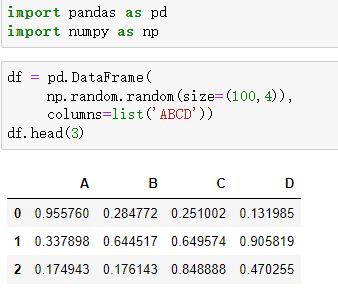 import pandas as pd
import numpy as np
df = pd.DataFrame(
np.random.random(size=(100,4)),
columns=list('ABCD'))
df.head(3)
A B C D
0 0.955760 0.284772 0.251002 0.131985
1 0.337898 0.644517 0.649574 0.905819
2 0.174943 0.176143 0.848888 0.470255